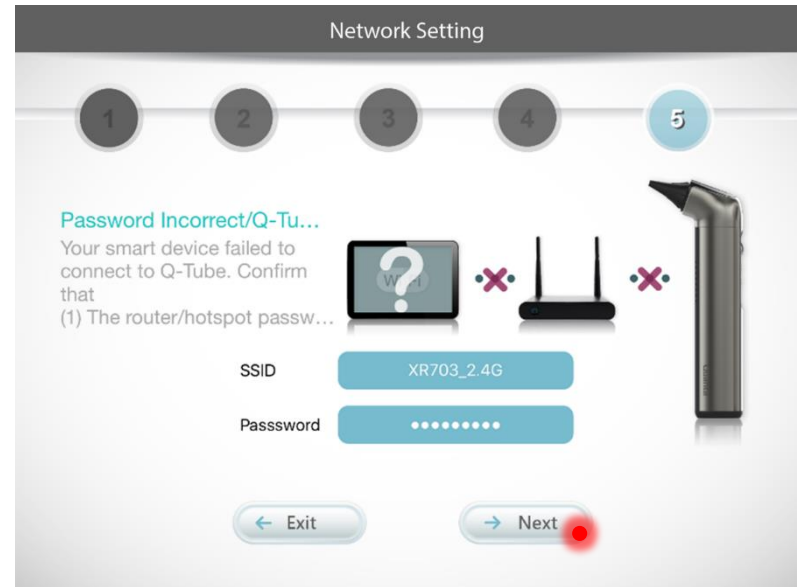 Network Setting
1 2 3 4 5
Password Incorrect/Q-Tu...
Your smart device failed to
connect to Q-Tube. Confirm
that
(1) The router/hotspot passw...
SSID XR703_2.4G
Passsword •••••••••
← Exit → Next